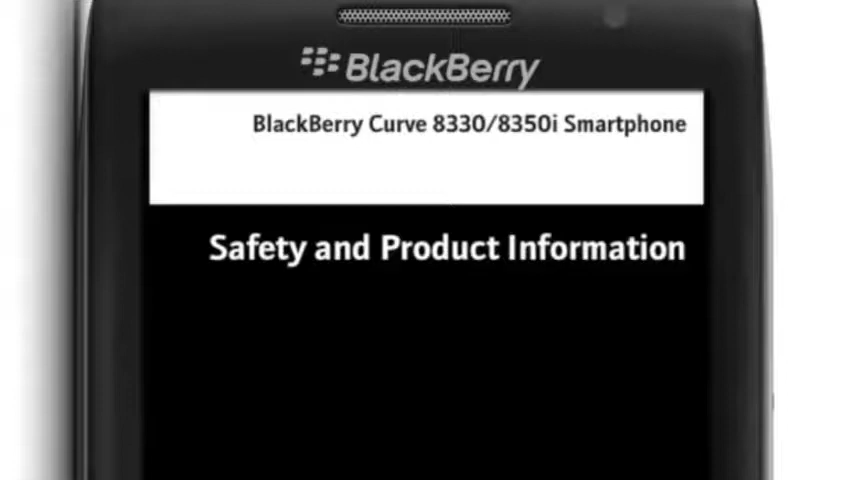 BlackBerry
BlackBerry Curve 8330/8350i Smartphone
Safety and Product Information